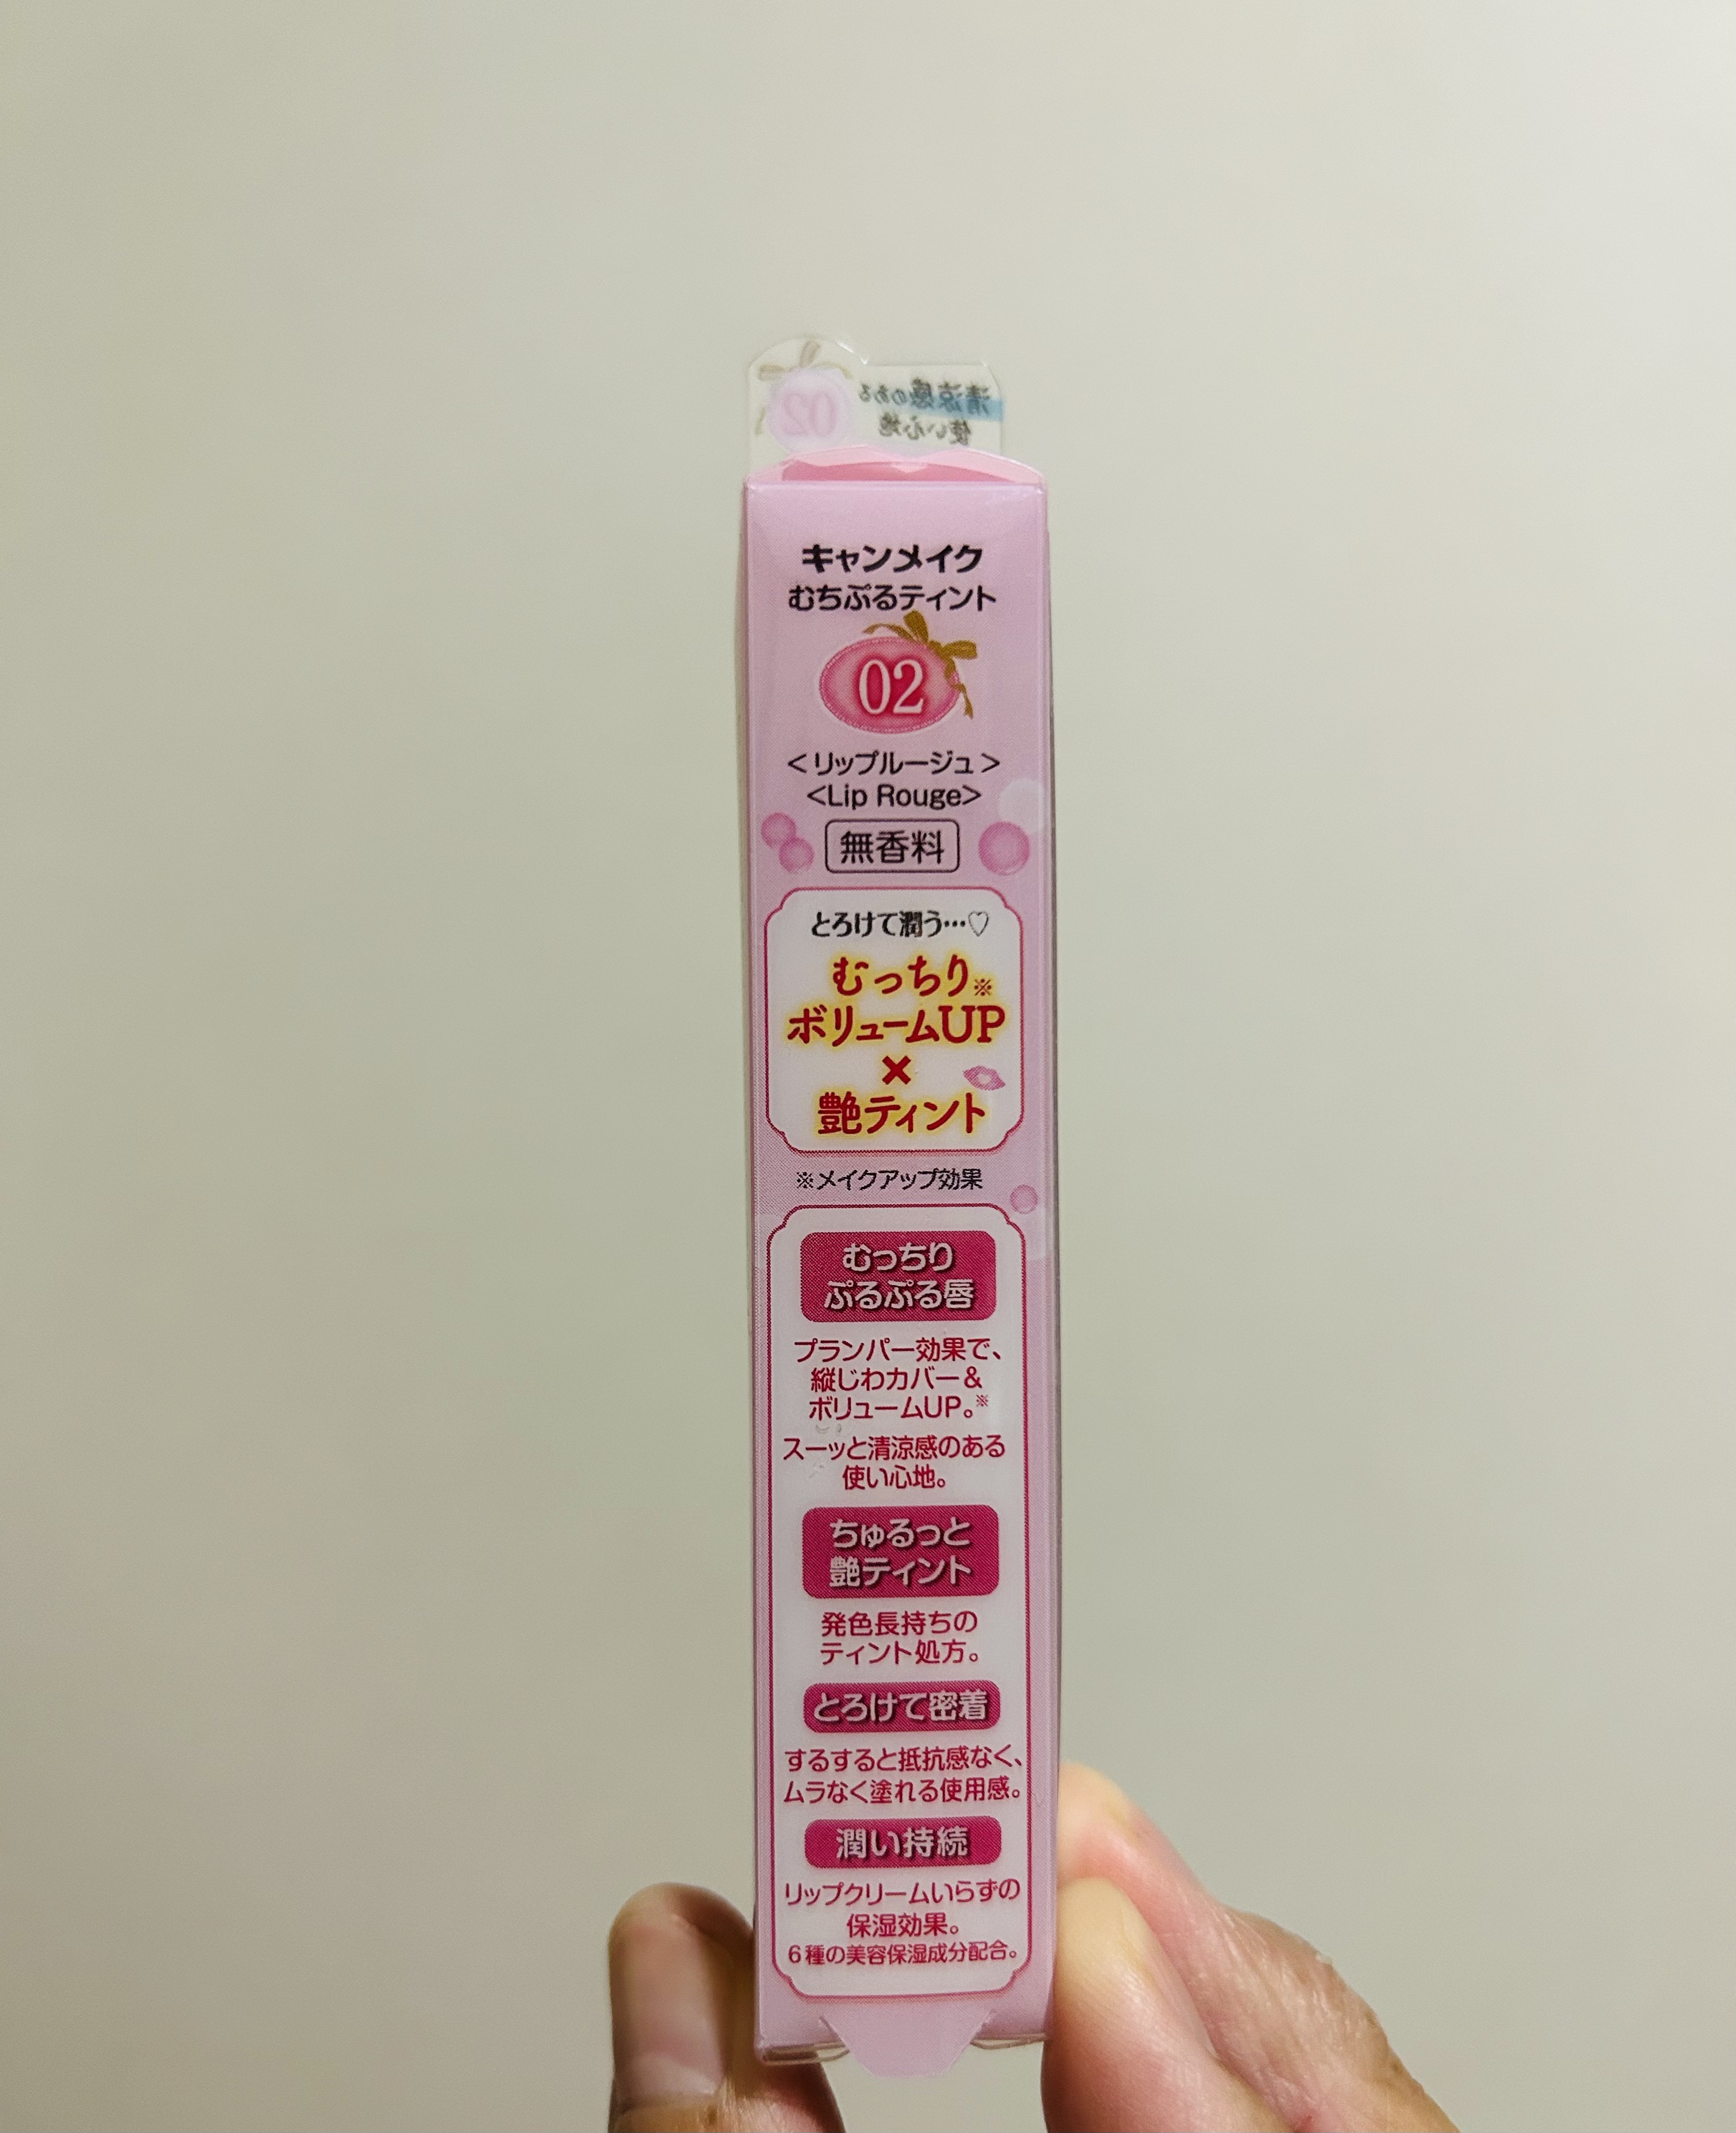 清涼感のある
使い心地
02
キャンメイク
むちぷるティント
02
<リップルージュ>
<Lip Rouge>
無香料
とろけて潤う…♡
むっちり※
ボリュームUP
×
艶ティント
※メイクアップ効果
むっちり
ぷるぷる唇
プランパー効果で、
縦じわカバー&
ボリュームUP。※
スーッと清涼感のある
使い心地。
ちゅるっと
艶ティント
発色長持ちの
ティント処方。
とろけて密着
するすると抵抗感なく、
ムラなく塗れる使用感。
潤い持続
リップクリームいらずの
保湿効果。
6種の美容保湿成分配合。